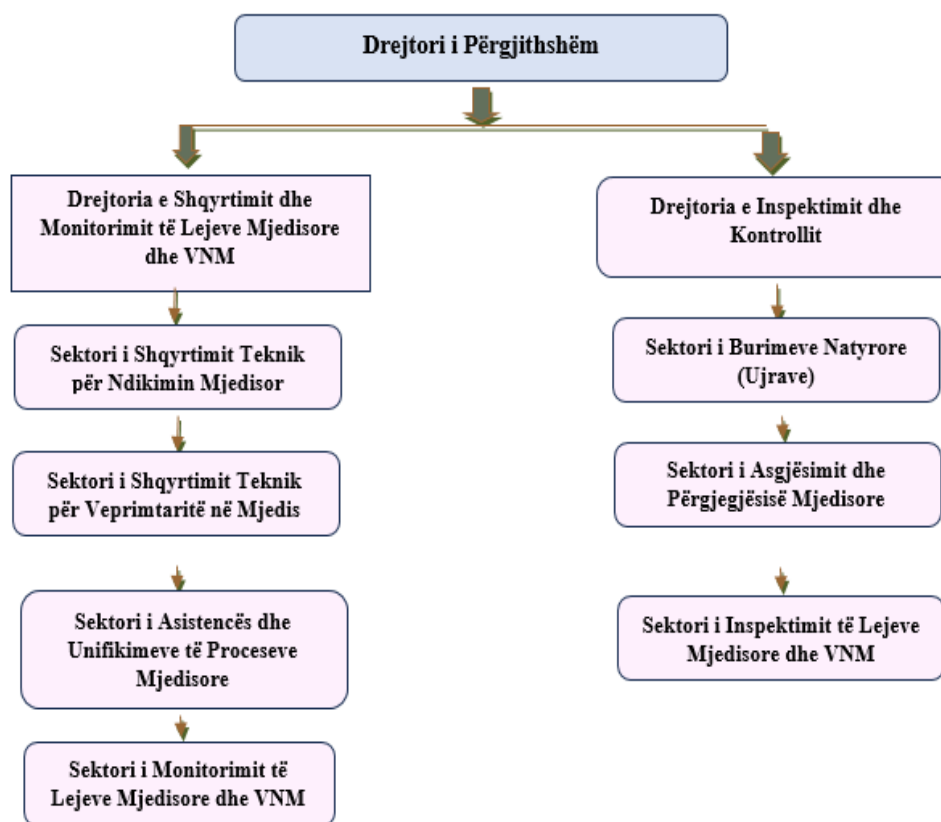 Drejtori i Përgjithshëm
Drejtoria e Shqyrtimit dhe
Monitorimit të Lejeve Mjedisore
dhe VNM
Sektori i Shqyrtimit Teknik
për Ndikimin Mjedisor
Sektori i Shqyrtimit Teknik
për Veprimtaritë në Mjedis
Sektori i Asistencës dhe
Unifikimeve të Proceseve
Mjedisore
Sektori i Monitorimit të
Lejeve Mjedisore dhe VNM
Drejtoria e Inspektimit dhe
Kontrollit
Sektori i Burimeve Natyrore
(Ujrave)
Sektori i Asgjësimit dhe
Përgjegjësisë Mjedisore
Sektori i Inspektimit të Lejeve
Mjedisore dhe VNM